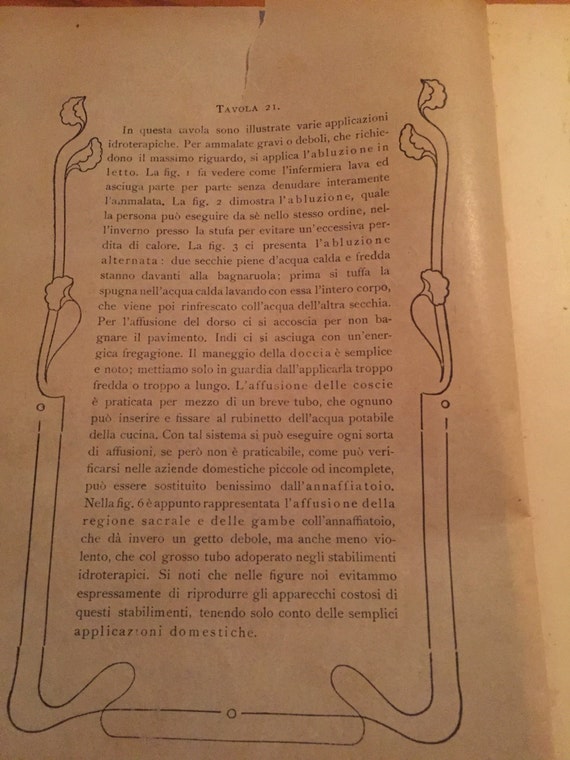 TAVOLA 21.
In questa tavola sono illustrate varie applicazioni
idroterapiche. Per ammalate gravi o deboli, che richie-
dono il massimo riguardo, si applica l'abluzione in
letto. La fig. 1 fa vedere come l'infermiera lava ed
asciuga parte per parte senza denudare interamente
l'ammalata. La fig. 2 dimostra l'abluzione, quale
la persona può eseguire da sè nello stesso ordine, nel-
l'inverno presso la stufa per evitare un'eccessiva per-
dita di calore. La fig. 3 ci presenta l'abluzione
alternata: due secchie piene d'acqua calda e fredda
stanno davanti alla bagnaruola; prima si tuffa la
spugna nell'acqua calda lavando con essa l'intero corpo,
che viene poi rinfrescato coll'acqua dell'altra secchia.
Per l'affusione del dorso ci si accoscia per non ba-
gnare il pavimento. Indi ci si asciuga con un'ener-
gica fregagione. Il maneggio della doccia è semplice
e noto; mettiamo solo in guardia dall'applicarla troppo
fredda o troppo a lungo. L'affusione delle coscie
è praticata per mezzo di un breve tubo, che ognuno
può inserire e fissare al rubinetto dell'acqua potabile
della cucina. Con tal sistema si può eseguire ogni sorta
di affusioni, se però non è praticabile, come può veri-
ficarsi nelle aziende domestiche piccole od incomplete,
può essere sostituito benissimo dall'annaffiatoio.
Nella fig. 6 è appunto rappresentata l'affusione della
regione sacrale e delle gambe coll'annaffiatoio,
che dà invero un getto debole, ma anche meno vio-
lento, che col grosso tubo adoperato negli stabilimenti
idroterapici. Si noti che nelle figure noi evitammo
espressamente di riprodurre gli apparecchi costosi di
questi stabilimenti, tenendo solo conto delle semplici
applicazioni domestiche.